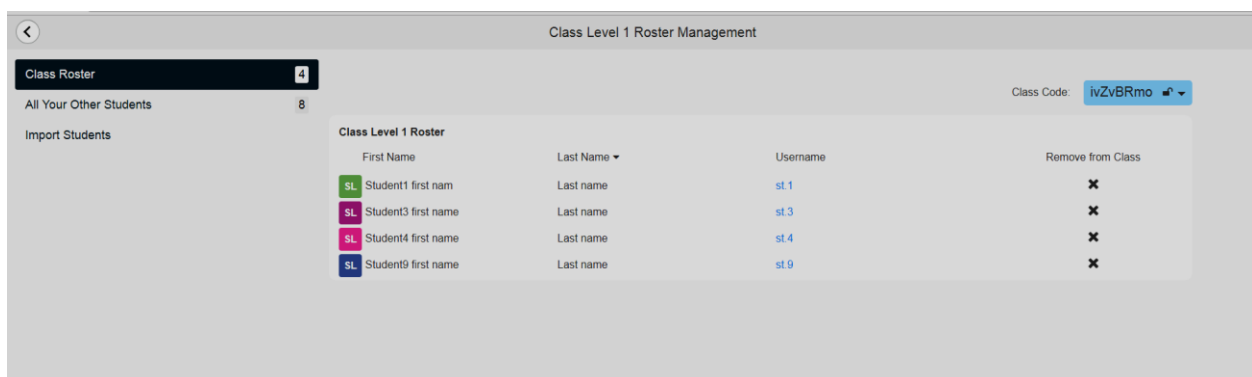 Class Level 1 Roster Management
Class Roster 4
All Your Other Students 8
Import Students
Class Code: ivZvBRmo
Class Level 1 Roster
First Name Last Name Username Remove from Class
SL Student1 first nam Last name st.1
SL Student3 first name Last name st.3
SL Student4 first name Last name st.4
SL Student9 first name Last name st.9